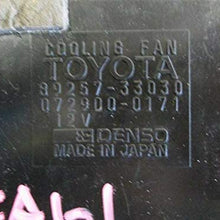 COOLING FAN
TOYOTA
89257-33030
072900-0171
12V
DENSO
MADE IN JAPAN